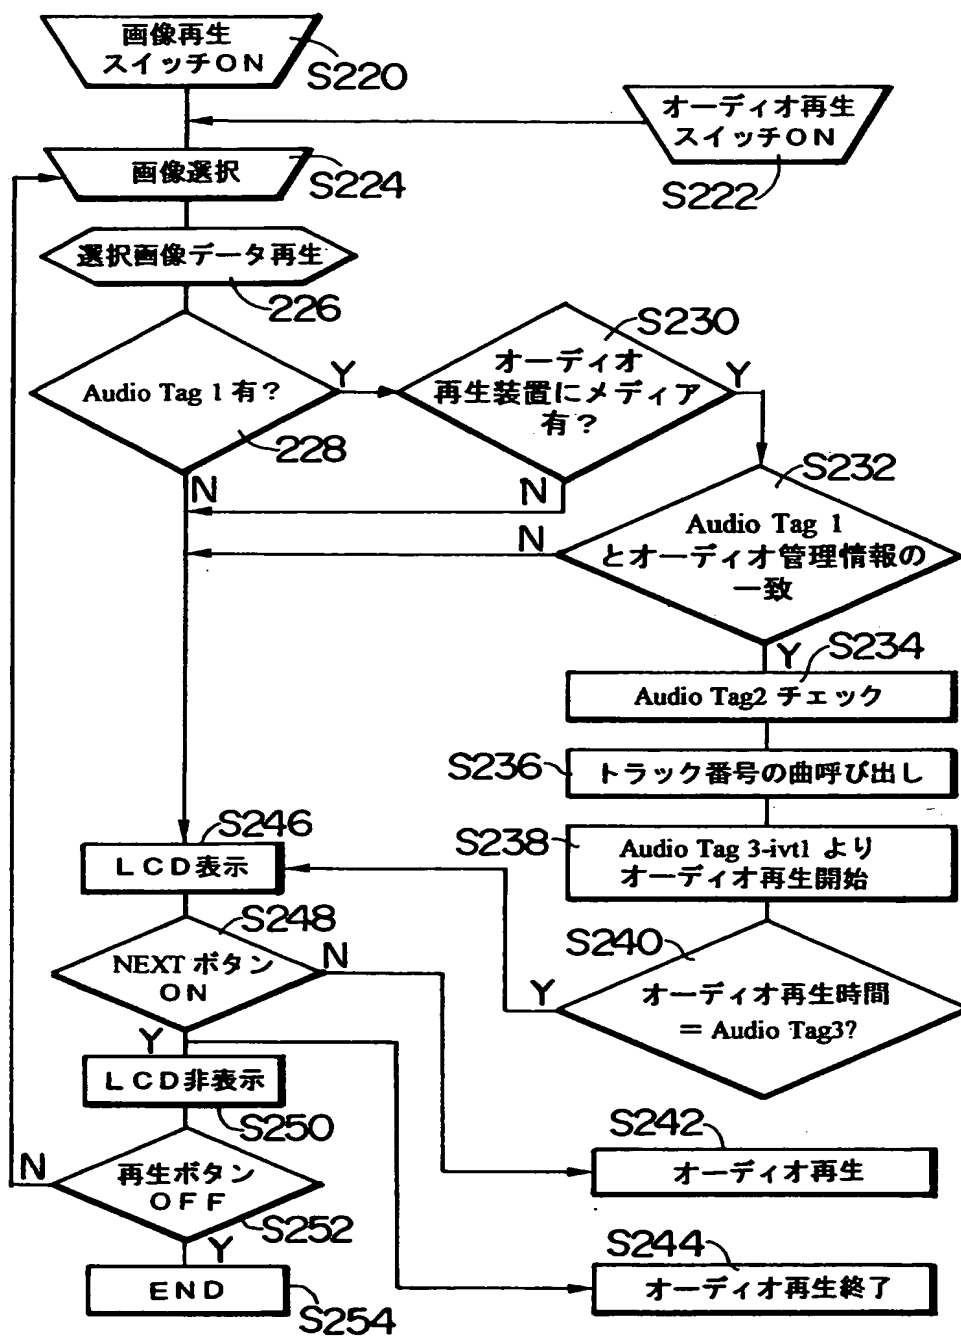 画像再生
スイッチON
S220
オーディオ再生
スイッチON
S222
画像選択
S224
選択画像データ再生
226
Audio Tag 1 有?
228
Y
N
S230
オーディオ
再生装置にメディア
有?
Y
N
S232
Audio Tag 1
とオーディオ管理情報の
一致
N
Y
S234
Audio Tag2 チェック
S236
トラック番号の曲呼び出し
S238
Audio Tag 3-ivt1 より
オーディオ再生開始
S240
オーディオ再生時間
= Audio Tag3?
Y
S246
LCD表示
S248
NEXT ボタン
ON
N
Y
LCD非表示
S250
再生ボタン
OFF
S252
N
Y
END
S254
S242
オーディオ再生
S244
オーディオ再生終了